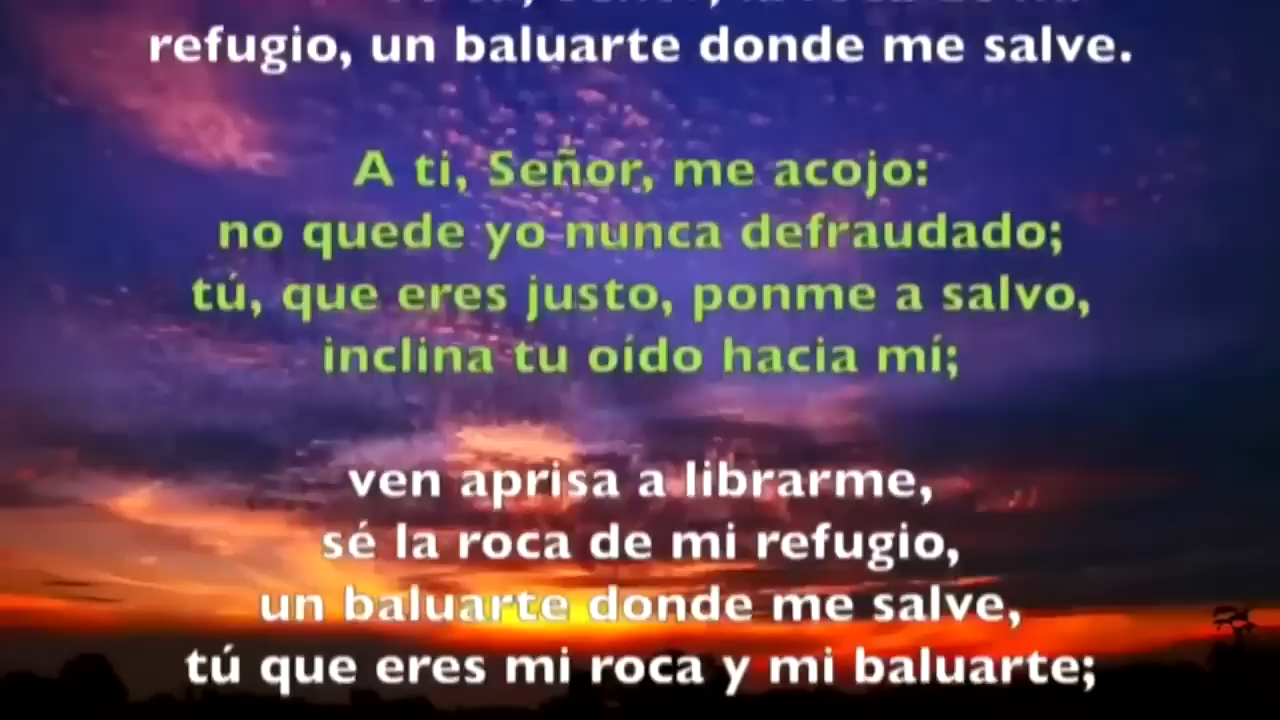 refugio, un baluarte donde me salve.
A ti, Señor, me acojo:
no quede yo nunca defraudado;
tú, que eres justo, ponme a salvo,
inclina tu oído hacia mí;
ven aprisa a librarme,
sé la roca de mi refugio,
un baluarte donde me salve,
tú que eres mi roca y mi baluarte;